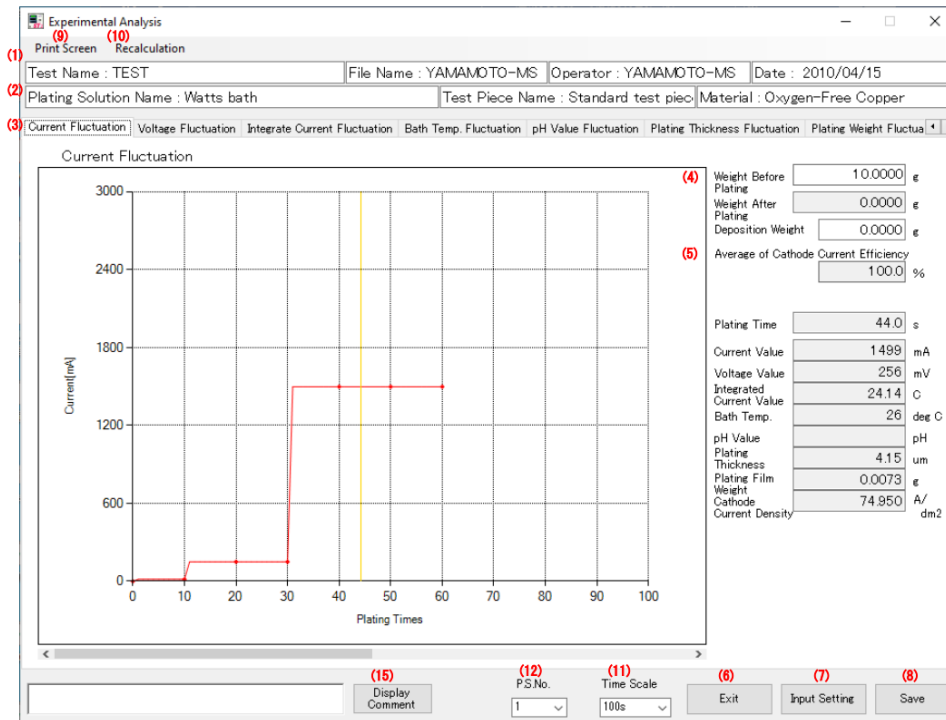 Experimental Analysis
(9) (10)
Print Screen Recalculation
(1)
Test Name : TEST File Name : YAMAMOTO-MS Operator : YAMAMOTO-MS Date : 2010/04/15
(2)
Plating Solution Name : Watts bath Test Piece Name : Standard test piec Material : Oxygen-Free Copper
(3)
Current Fluctuation Voltage Fluctuation Integrate Current Fluctuation Bath Temp. Fluctuation pH Value Fluctuation Plating Thickness Fluctuation Plating Weight Fluctua
Current Fluctuation
3000
2400
1800
1200
600
0
Current[mA]
0 10 20 30 40 50 60 70 80 90 100
Plating Times
(4)
Weight Before
Plating 10.0000 g
Weight After
Plating 0.0000 g
Deposition Weight 0.0000 g
(5)
Average of Cathode Current Efficiency
100.0 %
Plating Time 44.0 s
Current Value 1499 mA
Voltage Value 256 mV
Integrated
Current Value 24.14 C
Bath Temp. 26 deg C
pH Value pH
Plating
Thickness 4.15 um
Plating Film
Weight 0.0073 g
Cathode
Current Density 74.950 A/
dm2
(15) (12) (11) (6) (7) (8)
Display
Comment
P.S.No.
1
Time Scale
100s
Exit Input Setting Save